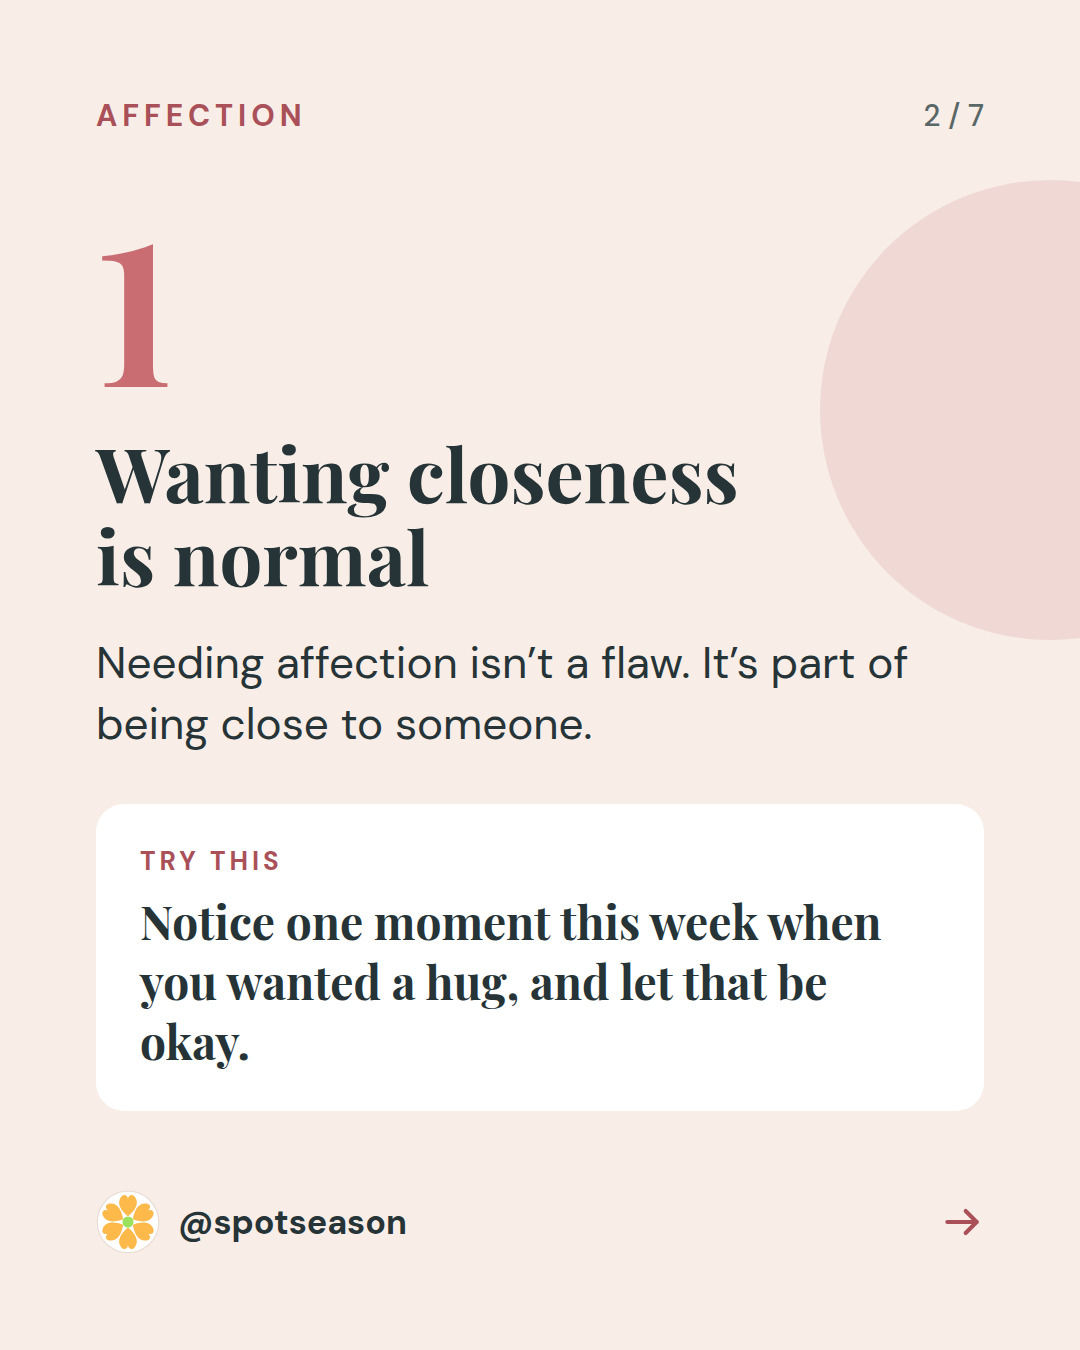 AFFECTION
2 / 7
1
Wanting closeness
is normal
Needing affection isn’t a flaw. It’s part of
being close to someone.
TRY THIS
Notice one moment this week when
you wanted a hug, and let that be
okay.
@spotseason